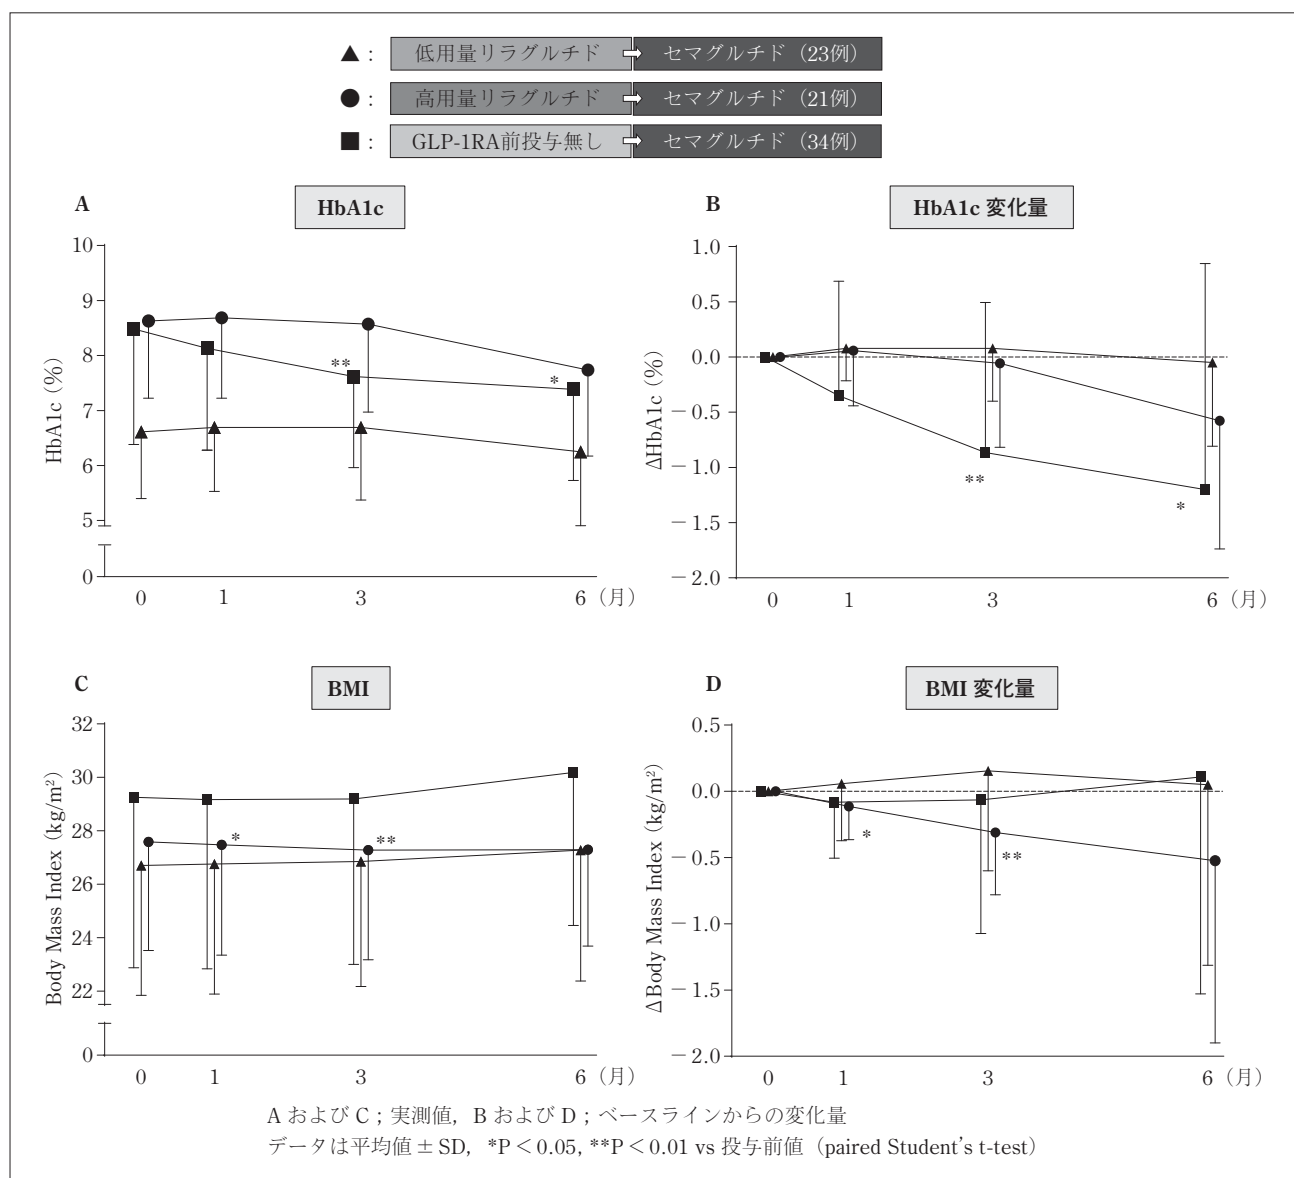 ▲： 低用量リラグルチド ⇨ セマグルチド（23例）
●： 高用量リラグルチド ⇨ セマグルチド（21例）
■： GLP-1RA前投与無し ⇨ セマグルチド（34例）
A HbA1c
HbA1c（%）
10
9
8
7
6
5
0
** *
0 1 3 6（月）
B HbA1c 変化量
ΔHbA1c（%）
1.0
0.5
0.0
－0.5
－1.0
－1.5
－2.0
** *
0 1 3 6（月）
C BMI
Body Mass Index（kg/m²）
32
30
28
26
24
22
0
* **
0 1 3 6（月）
D BMI 変化量
ΔBody Mass Index（kg/m²）
0.5
0.0
－0.5
－1.0
－1.5
－2.0
* **
0 1 3 6（月）
A および C；実測値，B および D；ベースラインからの変化量
データは平均値 ± SD，*P＜0.05, **P＜0.01 vs 投与前値（paired Student's t-test）